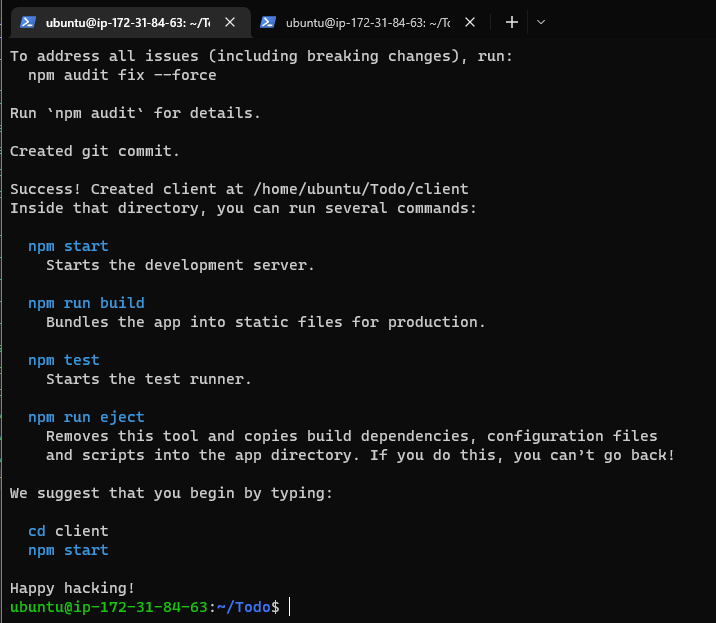 ubuntu@ip-172-31-84-63: ~/To
ubuntu@ip-172-31-84-63: ~/To
To address all issues (including breaking changes), run:
npm audit fix --force
Run `npm audit` for details.
Created git commit.
Success! Created client at /home/ubuntu/Todo/client
Inside that directory, you can run several commands:
npm start
Starts the development server.
npm run build
Bundles the app into static files for production.
npm test
Starts the test runner.
npm run eject
Removes this tool and copies build dependencies, configuration files
and scripts into the app directory. If you do this, you can’t go back!
We suggest that you begin by typing:
cd client
npm start
Happy hacking!
ubuntu@ip-172-31-84-63:~/Todo$